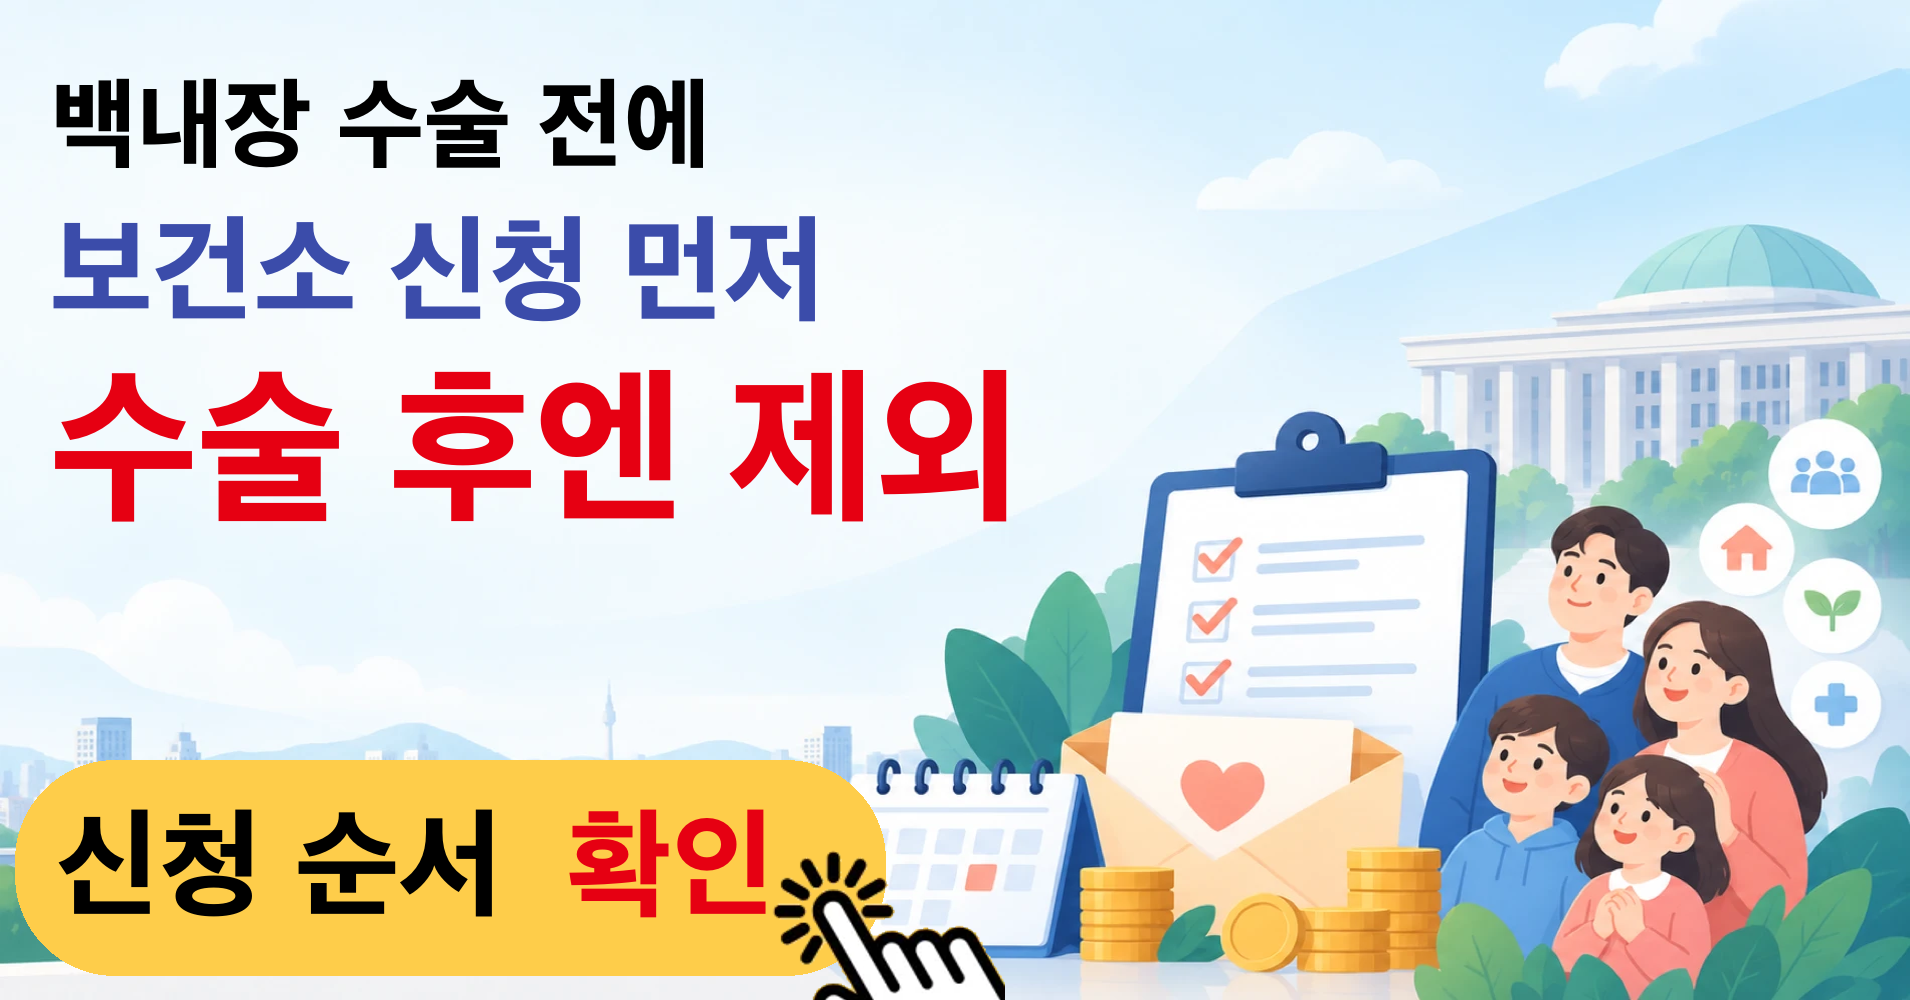 백내장 수술 전에
보건소 신청 먼저
수술 후엔 제외
신청 순서 확인